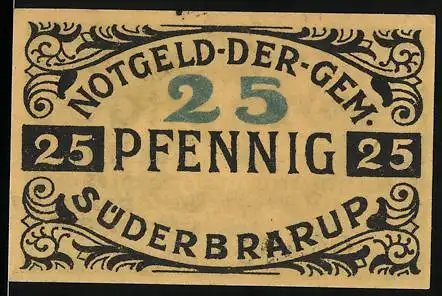 NOTGELD-DER-GEM.
25
25 PFENNIG 25
SÜDERBRARUP